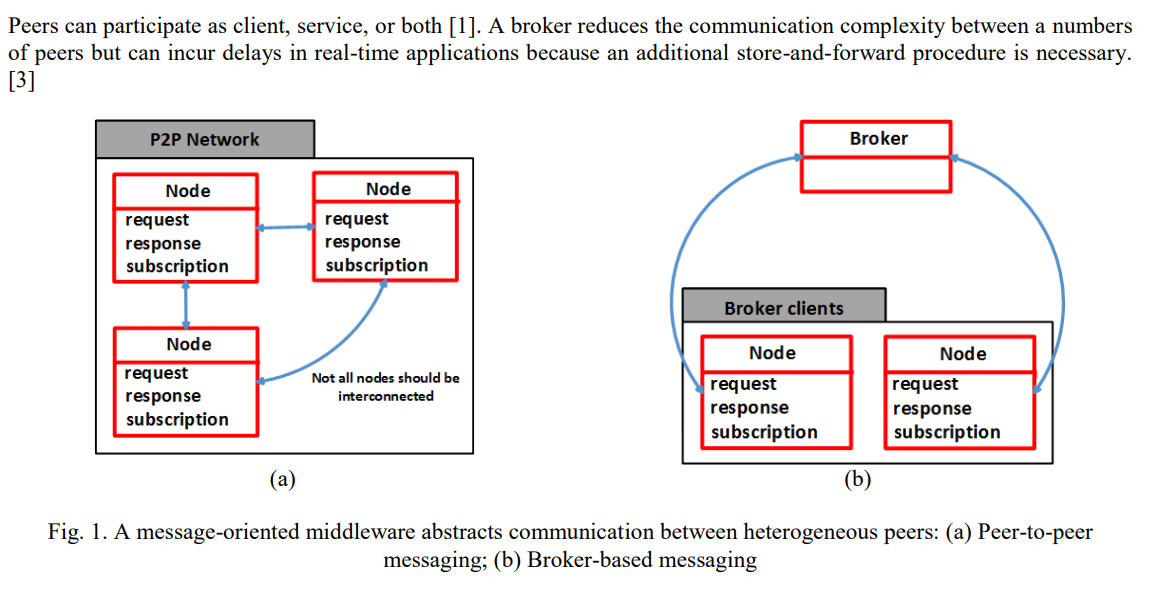 Peers can participate as client, service, or both [1]. A broker reduces the communication complexity between a numbers
of peers but can incur delays in real-time applications because an additional store-and-forward procedure is necessary.
[3]
P2P Network
Node
request
response
subscription
Node
request
response
subscription
Node
request
response
subscription
Not all nodes should be
interconnected
(a)
Broker
Broker clients
Node
request
response
subscription
Node
request
response
subscription
(b)
Fig. 1. A message-oriented middleware abstracts communication between heterogeneous peers: (a) Peer-to-peer
messaging; (b) Broker-based messaging